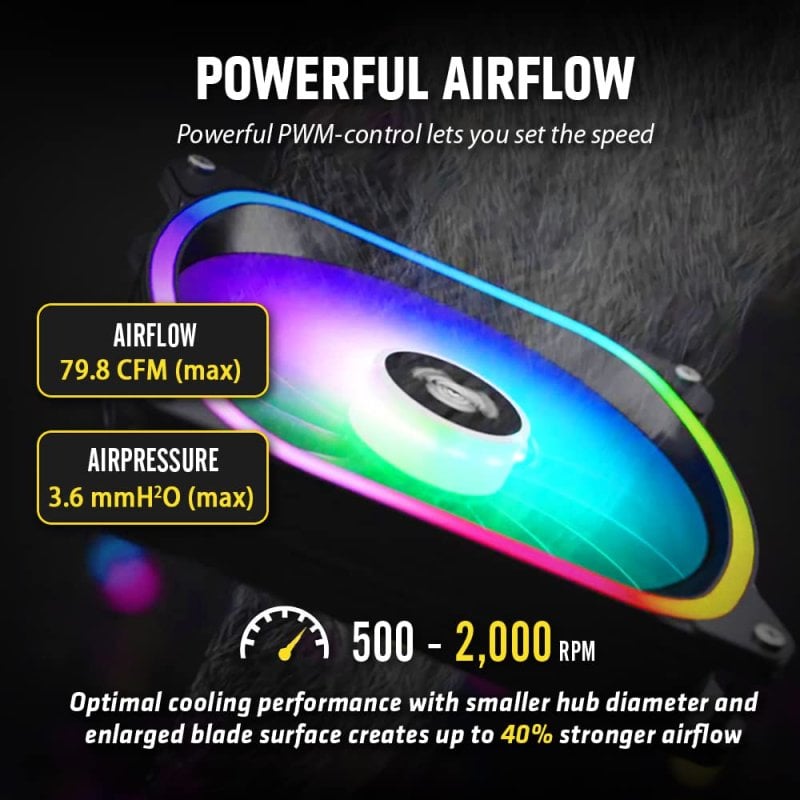 POWERFUL AIRFLOW
Powerful PWM-control lets you set the speed
AIRFLOW
79.8 CFM (max)
AIRPRESSURE
3.6 mmH²O (max)
500 - 2,000 RPM
Optimal cooling performance with smaller hub diameter and
enlarged blade surface creates up to 40% stronger airflow